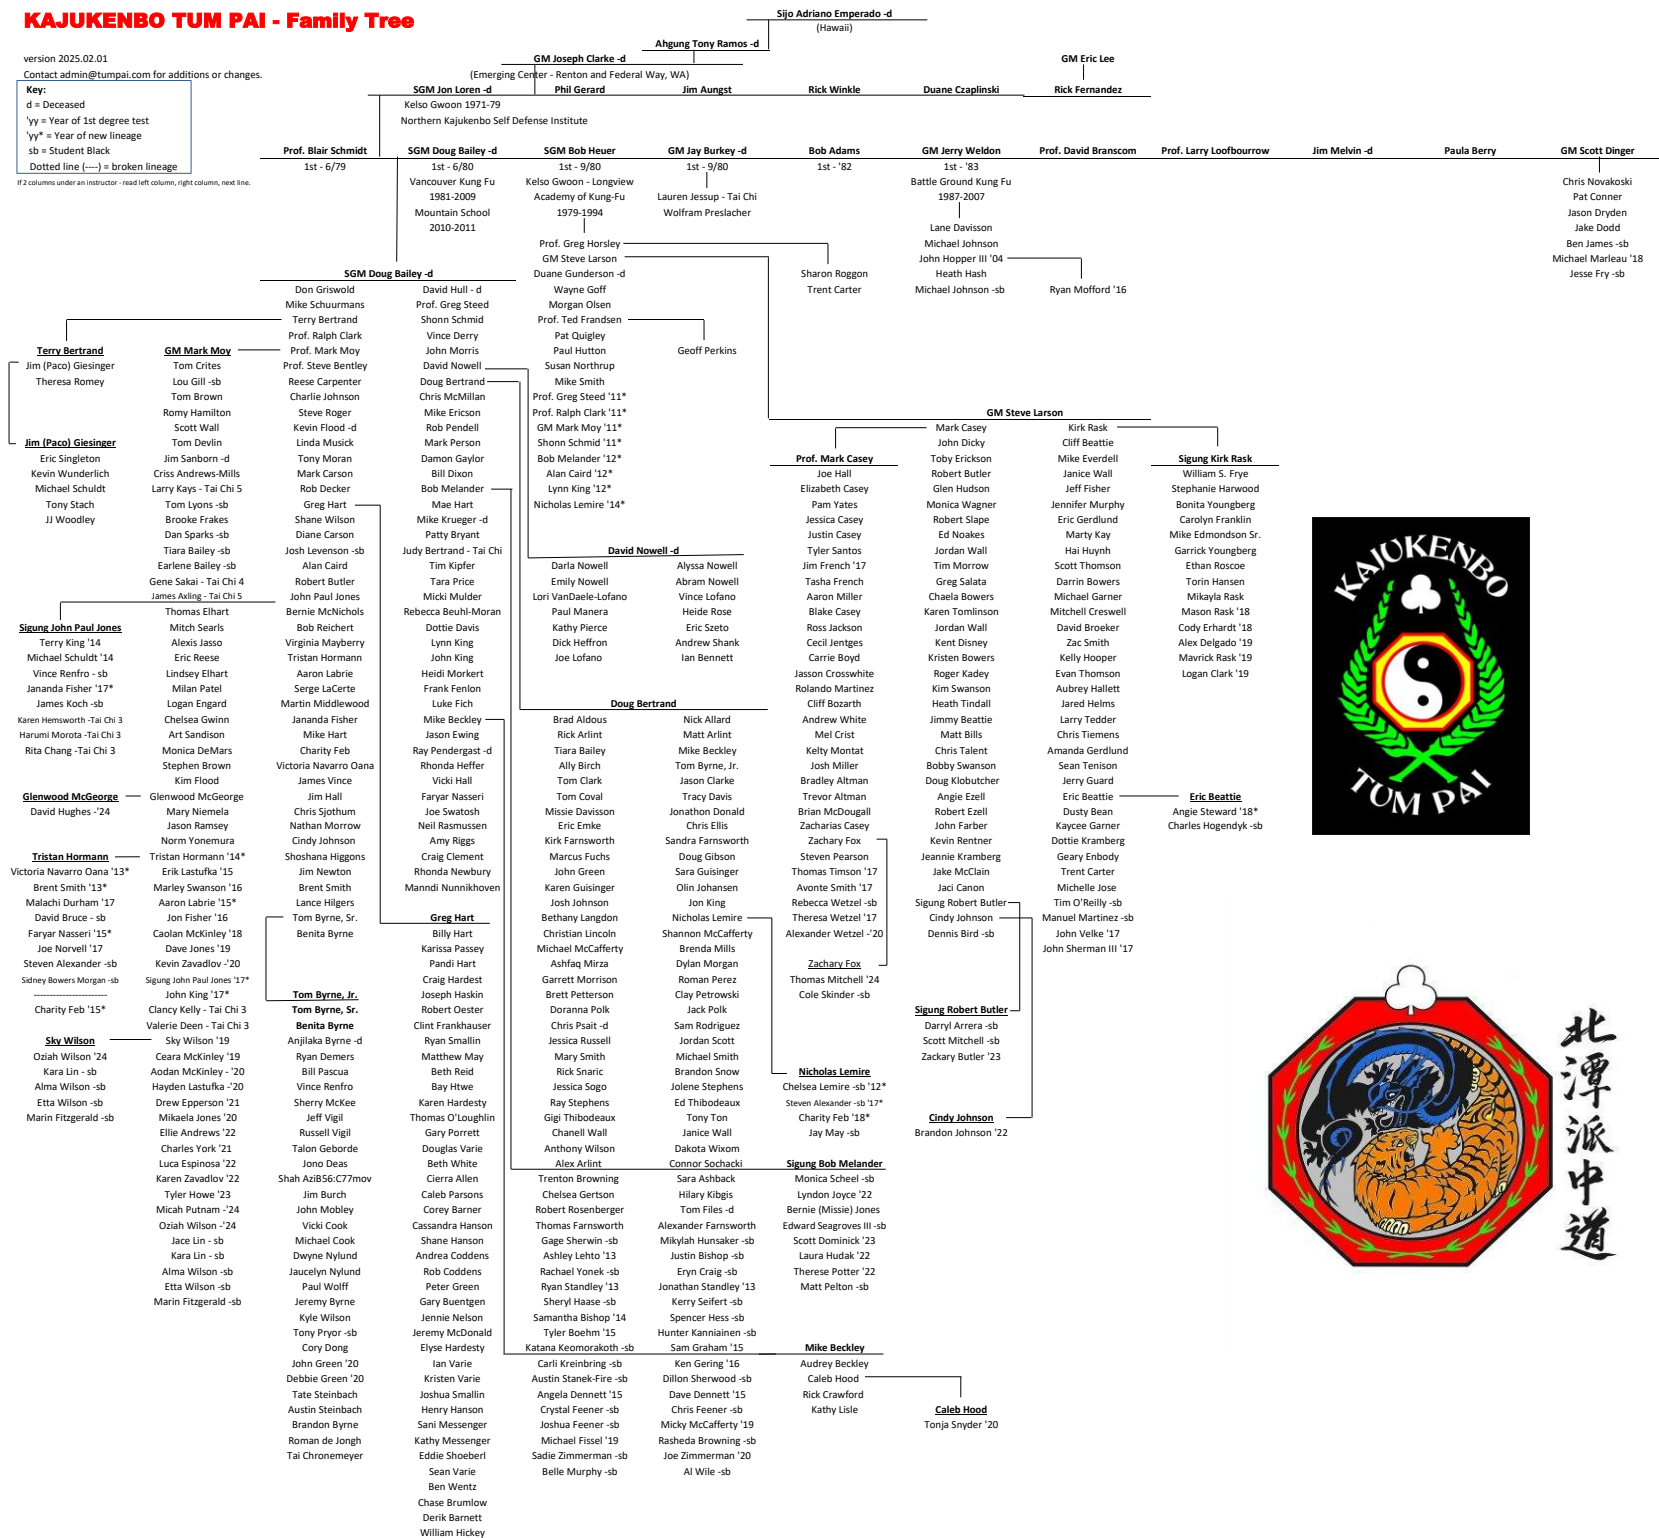 KAJUKENBO TUM PAI - Family Tree
version 2025.02.01
Contact admin@tumpai.com for additions or changes.
Key:
d = Deceased
'yy = Year of 1st degree test
'yy* = Year of new lineage
sb = Student Black
Dotted line (----) = broken lineage
If 2 columns under an instructor - read left column, right column, next line.
Sijo Adriano Emperado -d
(Hawaii)
Ahgung Tony Ramos -d
GM Joseph Clarke -d
(Emerging Center - Renton and Federal Way, WA)
GM Eric Lee
SGM Jon Loren -d
Kelso Gwoon 1971-79
Northern Kajukenbo Self Defense Institute
Phil Gerard
Jim Aungst
Rick Winkle
Duane Czaplinski
Rick Fernandez
Prof. Blair Schmidt
1st - 6/79
SGM Doug Bailey -d
1st - 6/80
Vancouver Kung Fu
1981-2009
Mountain School
2010-2011
SGM Bob Heuer
1st - 9/80
Kelso Gwoon - Longview
Academy of Kung-Fu
1979-1994
Prof. Greg Horsley
GM Steve Larson
Duane Gunderson -d
Wayne Goff
Morgan Olsen
Prof. Ted Frandsen
Pat Quigley
Paul Hutton
Susan Northrup
Mike Smith
Prof. Greg Steed '11*
Prof. Ralph Clark '11*
GM Mark Moy '11*
Shonn Schmid '11*
Bob Melander '12*
Alan Caird '12*
Lynn King '12*
Nicholas Lemire '14*
GM Jay Burkey -d
1st - 9/80
Lauren Jessup - Tai Chi
Wolfram Preslacher
Geoff Perkins
Bob Adams
1st - '82
Sharon Roggon
Trent Carter
GM Jerry Weldon
1st - '83
Battle Ground Kung Fu
1987-2007
Lane Davisson
Michael Johnson
John Hopper III '04
Heath Hash
Michael Johnson -sb
Prof. David Branscom
Ryan Mofford '16
Prof. Larry Loofbourrow
Jim Melvin -d
Paula Berry
GM Scott Dinger
Chris Novakoski
Pat Conner
Jason Dryden
Jake Dodd
Ben James -sb
Michael Marleau '18
Jesse Fry -sb
SGM Doug Bailey -d
Don Griswold
Mike Schuurmans
Terry Bertrand
Prof. Ralph Clark
Prof. Mark Moy
Prof. Steve Bentley
Reese Carpenter
Charlie Johnson
Steve Roger
Kevin Flood -d
Linda Musick
Tony Moran
Mark Carson
Rob Decker
Greg Hart
Shane Wilson
Diane Carson
Josh Levenson -sb
Alan Caird
Robert Butler
John Paul Jones
Bernie McNichols
Bob Reichert
Virginia Mayberry
Tristan Hormann
Aaron Labrie
Serge LaCerte
Martin Middlewood
Jananda Fisher
Mike Hart
Charity Feb
Victoria Navarro Oana
James Vince
Jim Hall
Chris Sjothum
Nathan Morrow
Cindy Johnson
Shoshana Higgons
Jim Newton
Brent Smith
Lance Hilgers
Tom Byrne, Sr.
Benita Byrne
David Hull - d
Prof. Greg Steed
Shonn Schmid
Vince Derry
John Morris
David Nowell
Doug Bertrand
Chris McMillan
Mike Ericson
Rob Pendell
Mark Person
Damon Gaylor
Bill Dixon
Bob Melander
Mae Hart
Mike Krueger -d
Patty Bryant
Judy Bertrand - Tai Chi
Tim Kipfer
Tara Price
Micki Mulder
Rebecca Beuhl-Moran
Dottie Davis
Lynn King
John King
Heidi Morkert
Frank Fenlon
Luke Fich
Mike Beckley
Jason Ewing
Ray Pendergast -d
Rhonda Heffer
Vicki Hall
Faryar Nasseri
Joe Swatosh
Neil Rasmussen
Amy Riggs
Craig Clement
Rhonda Newbury
Manndi Nunnikhoven
Terry Bertrand
Jim (Paco) Giesinger
Theresa Romey
Jim (Paco) Giesinger
Eric Singleton
Kevin Wunderlich
Michael Schuldt
Tony Stach
JJ Woodley
Sigung John Paul Jones
Terry King '14
Michael Schuldt '14
Vince Renfro - sb
Jananda Fisher '17*
James Koch -sb
Karen Hemsworth -Tai Chi 3
Harumi Morota -Tai Chi 3
Rita Chang -Tai Chi 3
Glenwood McGeorge
David Hughes -'24
Tristan Hormann
Victoria Navarro Oana '13*
Brent Smith '13*
Malachi Durham '17
David Bruce - sb
Faryar Nasseri '15*
Joe Norvell '17
Steven Alexander -sb
Sidney Bowers Morgan -sb
-----------------------
Charity Feb '15*
Sky Wilson
Oziah Wilson '24
Kara Lin - sb
Alma Wilson -sb
Etta Wilson -sb
Marin Fitzgerald -sb
GM Mark Moy
Tom Crites
Lou Gill -sb
Tom Brown
Romy Hamilton
Scott Wall
Tom Devlin
Jim Sanborn -d
Criss Andrews-Mills
Larry Kays - Tai Chi 5
Tom Lyons -sb
Brooke Frakes
Dan Sparks -sb
Tiara Bailey -sb
Earlene Bailey -sb
Gene Sakai - Tai Chi 4
James Axling - Tai Chi 5
Thomas Elhart
Mitch Searls
Alexis Jasso
Eric Reese
Lindsey Elhart
Milan Patel
Logan Engard
Chelsea Gwinn
Art Sandison
Monica DeMars
Stephen Brown
Kim Flood
Glenwood McGeorge
Mary Niemela
Jason Ramsey
Norm Yonemura
Tristan Hormann '14*
Erik Lastufka '15
Marley Swanson '16
Aaron Labrie '15*
Jon Fisher '16
Caolan McKinley '18
Dave Jones '19
Kevin Zavadlov -'20
Sigung John Paul Jones '17*
John King '17*
Clancy Kelly - Tai Chi 3
Valerie Deen - Tai Chi 3
Sky Wilson '19
Ceara McKinley '19
Aodan McKinley - '20
Hayden Lastufka -'20
Drew Epperson '21
Mikaela Jones '20
Ellie Andrews '22
Charles York '21
Luca Espinosa '22
Karen Zavadlov '22
Tyler Howe '23
Micah Putnam -'24
Oziah Wilson -'24
Jace Lin - sb
Kara Lin - sb
Alma Wilson -sb
Etta Wilson -sb
Marin Fitzgerald -sb
Tom Byrne, Jr.
Tom Byrne, Sr.
Benita Byrne
Anjilaka Byrne -d
Ryan Demers
Bill Pascua
Vince Renfro
Sherry McKee
Jeff Vigil
Russell Vigil
Talon Geborde
Jono Deas
Shah AziB56:C77mov
Jim Burch
John Mobley
Vicki Cook
Michael Cook
Dwyne Nylund
Jaucelyn Nylund
Paul Wolff
Jeremy Byrne
Kyle Wilson
Tony Pryor -sb
Cory Dong
John Green '20
Debbie Green '20
Tate Steinbach
Austin Steinbach
Brandon Byrne
Roman de Jongh
Tai Chronemeyer
Greg Hart
Billy Hart
Karissa Passey
Pandi Hart
Craig Hardest
Joseph Haskin
Robert Oester
Clint Frankhauser
Ryan Smallin
Matthew May
Beth Reid
Bay Htwe
Karen Hardesty
Thomas O'Loughlin
Gary Porrett
Douglas Varie
Beth White
Cierra Allen
Caleb Parsons
Corey Barner
Cassandra Hanson
Shane Hanson
Andrea Coddens
Rob Coddens
Peter Green
Gary Buentgen
Jennie Nelson
Jeremy McDonald
Elyse Hardesty
Ian Varie
Kristen Varie
Joshua Smallin
Henry Hanson
Sani Messenger
Kathy Messenger
Eddie Shoeberl
Sean Varie
Ben Wentz
Chase Brumlow
Derik Barnett
William Hickey
David Nowell -d
Darla Nowell
Alyssa Nowell
Emily Nowell
Abram Nowell
Lori VanDaele-Lofano
Vince Lofano
Paul Manera
Heide Rose
Kathy Pierce
Eric Szeto
Dick Heffron
Andrew Shank
Joe Lofano
Ian Bennett
Doug Bertrand
Brad Aldous
Nick Allard
Rick Arlint
Matt Arlint
Tiara Bailey
Mike Beckley
Ally Birch
Tom Byrne, Jr.
Tom Clark
Jason Clarke
Tom Coval
Tracy Davis
Missie Davisson
Jonathon Donald
Eric Emke
Chris Ellis
Kirk Farnsworth
Sandra Farnsworth
Marcus Fuchs
Doug Gibson
John Green
Sara Guisinger
Karen Guisinger
Olin Johansen
Josh Johnson
Jon King
Bethany Langdon
Nicholas Lemire
Christian Lincoln
Shannon McCafferty
Michael McCafferty
Brenda Mills
Ashfaq Mirza
Dylan Morgan
Garrett Morrison
Roman Perez
Brett Petterson
Clay Petrowski
Doranna Polk
Jack Polk
Chris Psait -d
Sam Rodriguez
Jessica Russell
Jordan Scott
Mary Smith
Michael Smith
Rick Snaric
Brandon Snow
Jessica Sogo
Jolene Stephens
Ray Stephens
Ed Thibodeaux
Gigi Thibodeaux
Tony Ton
Chanell Wall
Janice Wall
Anthony Wilson
Dakota Wixom
Alex Arlint
Connor Sochacki
Trenton Browning
Sara Ashback
Chelsea Gertson
Hilary Kibgis
Robert Rosenberger
Tom Files -d
Thomas Farnsworth
Alexander Farnsworth
Gage Sherwin -sb
Mikylah Hunsaker -sb
Ashley Lehto '13
Justin Bishop -sb
Rachael Yonek -sb
Eryn Craig -sb
Ryan Standley '13
Jonathan Standley '13
Sheryl Haase -sb
Kerry Seifert -sb
Samantha Bishop '14
Spencer Hess -sb
Tyler Boehm '15
Hunter Kanniainen -sb
Katana Keomorakoth -sb
Sam Graham '15
Carli Kreinbring -sb
Ken Gering '16
Austin Stanek-Fire -sb
Dillon Sherwood -sb
Angela Dennett '15
Dave Dennett '15
Crystal Feener -sb
Chris Feener -sb
Joshua Feener -sb
Micky McCafferty '19
Michael Fissel '19
Rasheda Browning -sb
Sadie Zimmerman -sb
Joe Zimmerman '20
Belle Murphy -sb
Al Wile -sb
GM Steve Larson
Mark Casey
Kirk Rask
John Dicky
Cliff Beattie
Toby Erickson
Mike Everdell
Robert Butler
Janice Wall
Glen Hudson
Jeff Fisher
Monica Wagner
Jennifer Murphy
Robert Slape
Eric Gerdlund
Ed Noakes
Marty Kay
Jordan Wall
Hai Huynh
Tim Morrow
Scott Thomson
Greg Salata
Darrin Bowers
Chaela Bowers
Michael Garner
Karen Tomlinson
Mitchell Creswell
Jordan Wall
David Broeker
Kent Disney
Zac Smith
Kristen Bowers
Kelly Hooper
Roger Kadey
Evan Thomson
Kim Swanson
Aubrey Hallett
Heath Tindall
Jared Helms
Jimmy Beattie
Larry Tedder
Matt Bills
Chris Tiemens
Chris Talent
Amanda Gerdlund
Bobby Swanson
Sean Tenison
Doug Klobutcher
Jerry Guard
Angie Ezell
Eric Beattie
Robert Ezell
Dusty Bean
John Farber
Kaycee Garner
Kevin Rentner
Dottie Kramberg
Jeannie Kramberg
Geary Enbody
Jake McClain
Trent Carter
Jaci Canon
Michelle Jose
Sigung Robert Butler
Tim O'Reilly -sb
Cindy Johnson
Manuel Martinez -sb
Dennis Bird -sb
John Velke '17
John Sherman III '17
Prof. Mark Casey
Joe Hall
Elizabeth Casey
Pam Yates
Jessica Casey
Justin Casey
Tyler Santos
Jim French '17
Tasha French
Aaron Miller
Blake Casey
Ross Jackson
Cecil Jentges
Carrie Boyd
Jasson Crosswhite
Rolando Martinez
Cliff Bozarth
Andrew White
Mel Crist
Kelty Montat
Josh Miller
Bradley Altman
Trevor Altman
Brian McDougall
Zacharias Casey
Zachary Fox
Steven Pearson
Thomas Timson '17
Avonte Smith '17
Rebecca Wetzel -sb
Theresa Wetzel '17
Alexander Wetzel -'20
Zachary Fox
Thomas Mitchell '24
Cole Skinder -sb
Sigung Robert Butler
Darryl Arrera -sb
Scott Mitchell -sb
Zackary Butler '23
Nicholas Lemire
Chelsea Lemire -sb '12*
Steven Alexander -sb '17*
Charity Feb '18*
Jay May -sb
Cindy Johnson
Brandon Johnson '22
Sigung Bob Melander
Monica Scheel -sb
Lyndon Joyce '22
Bernie (Missie) Jones
Edward Seagroves III -sb
Scott Dominick '23
Laura Hudak '22
Therese Potter '22
Matt Pelton -sb
Mike Beckley
Audrey Beckley
Caleb Hood
Rick Crawford
Kathy Lisle
Caleb Hood
Tonja Snyder '20
Sigung Kirk Rask
William S. Frye
Stephanie Harwood
Bonita Youngberg
Carolyn Franklin
Mike Edmondson Sr.
Garrick Youngberg
Ethan Roscoe
Torin Hansen
Mikayla Rask
Mason Rask '18
Cody Erhardt '18
Alex Delgado '19
Mavrick Rask '19
Logan Clark '19
Eric Beattie
Angie Steward '18*
Charles Hogendyk -sb
KAJUKENBO
TUM PAI
北潭派中道